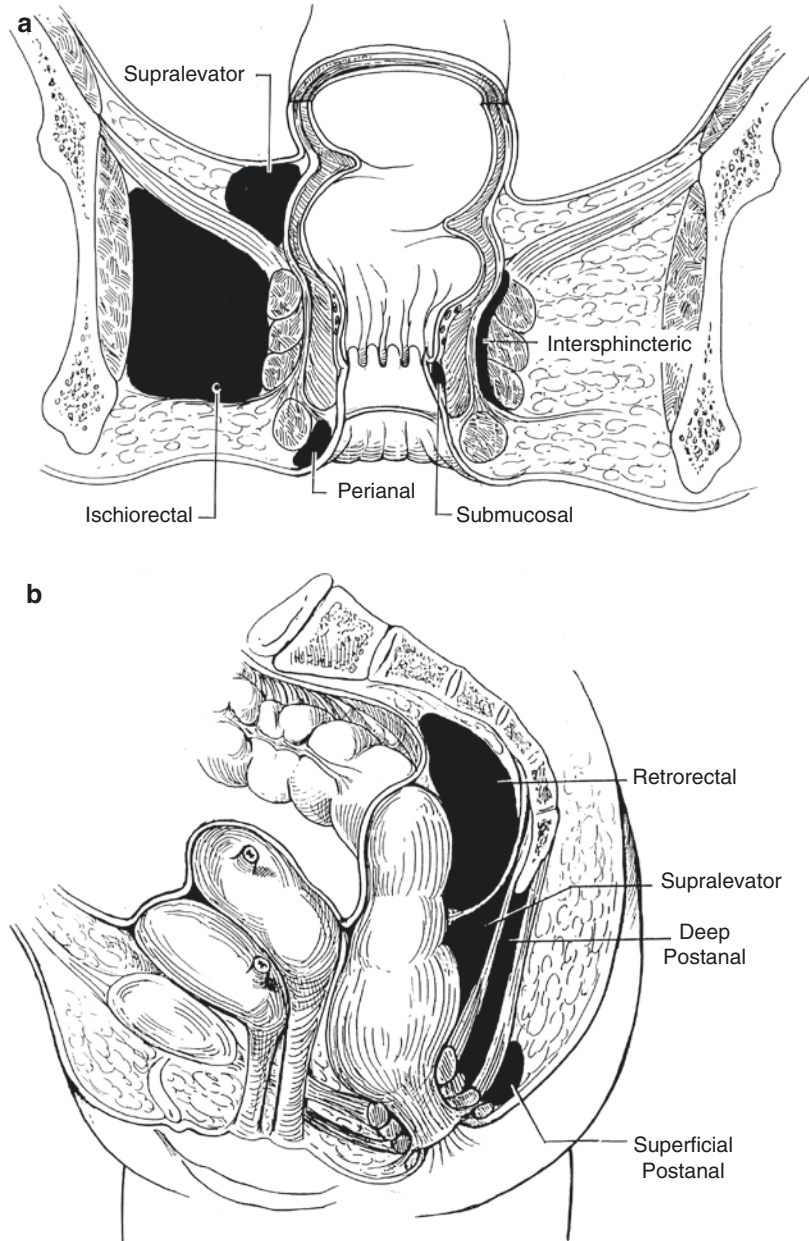 a
Supralevator
Intersphincteric
Perianal
Ischiorectal
Submucosal
b
Retrorectal
Supralevator
Deep
Postanal
Superficial
Postanal